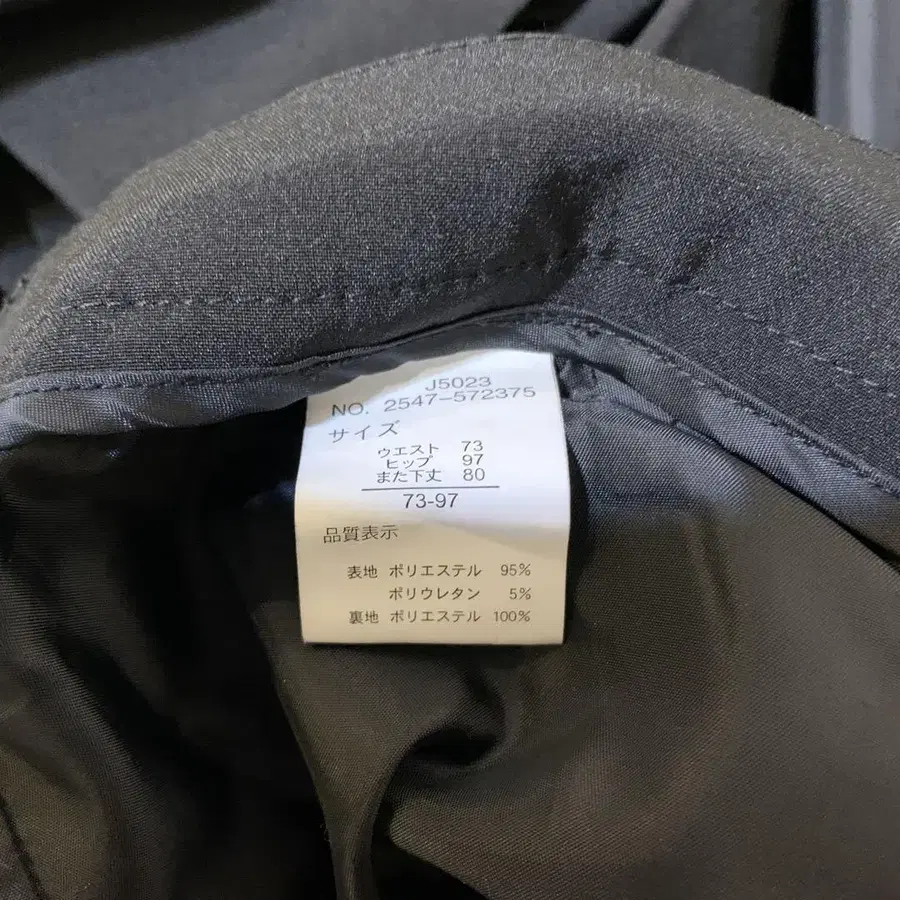 J5023
NO. 2547-572375
サイズ
ウエスト 73
ヒップ 97
また下丈 80
73-97
品質表示
表地 ポリエステル 95%
ポリウレタン 5%
裏地 ポリエステル 100%